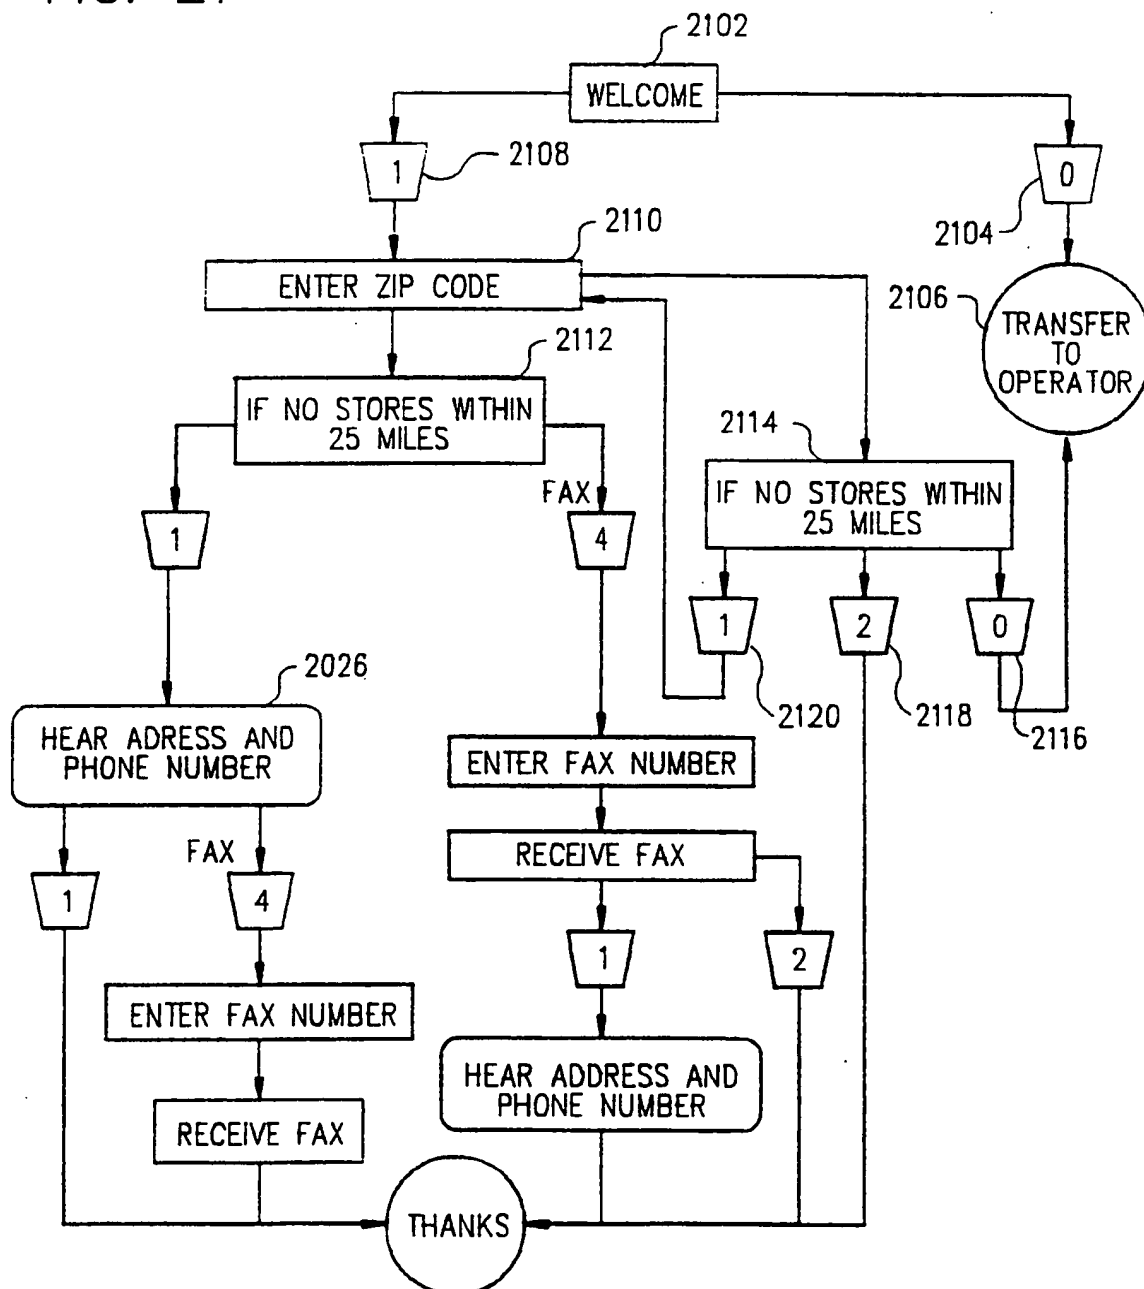 2102
WELCOME
1
2108
0
2104
2110
ENTER ZIP CODE
2106
TRANSFER
TO
OPERATOR
2112
IF NO STORES WITHIN
25 MILES
2114
IF NO STORES WITHIN
25 MILES
1
FAX
4
1
2
0
2120
2118
2116
2026
HEAR ADRESS AND
PHONE NUMBER
ENTER FAX NUMBER
RECEIVE FAX
1
FAX
4
1
2
ENTER FAX NUMBER
HEAR ADDRESS AND
PHONE NUMBER
RECEIVE FAX
THANKS